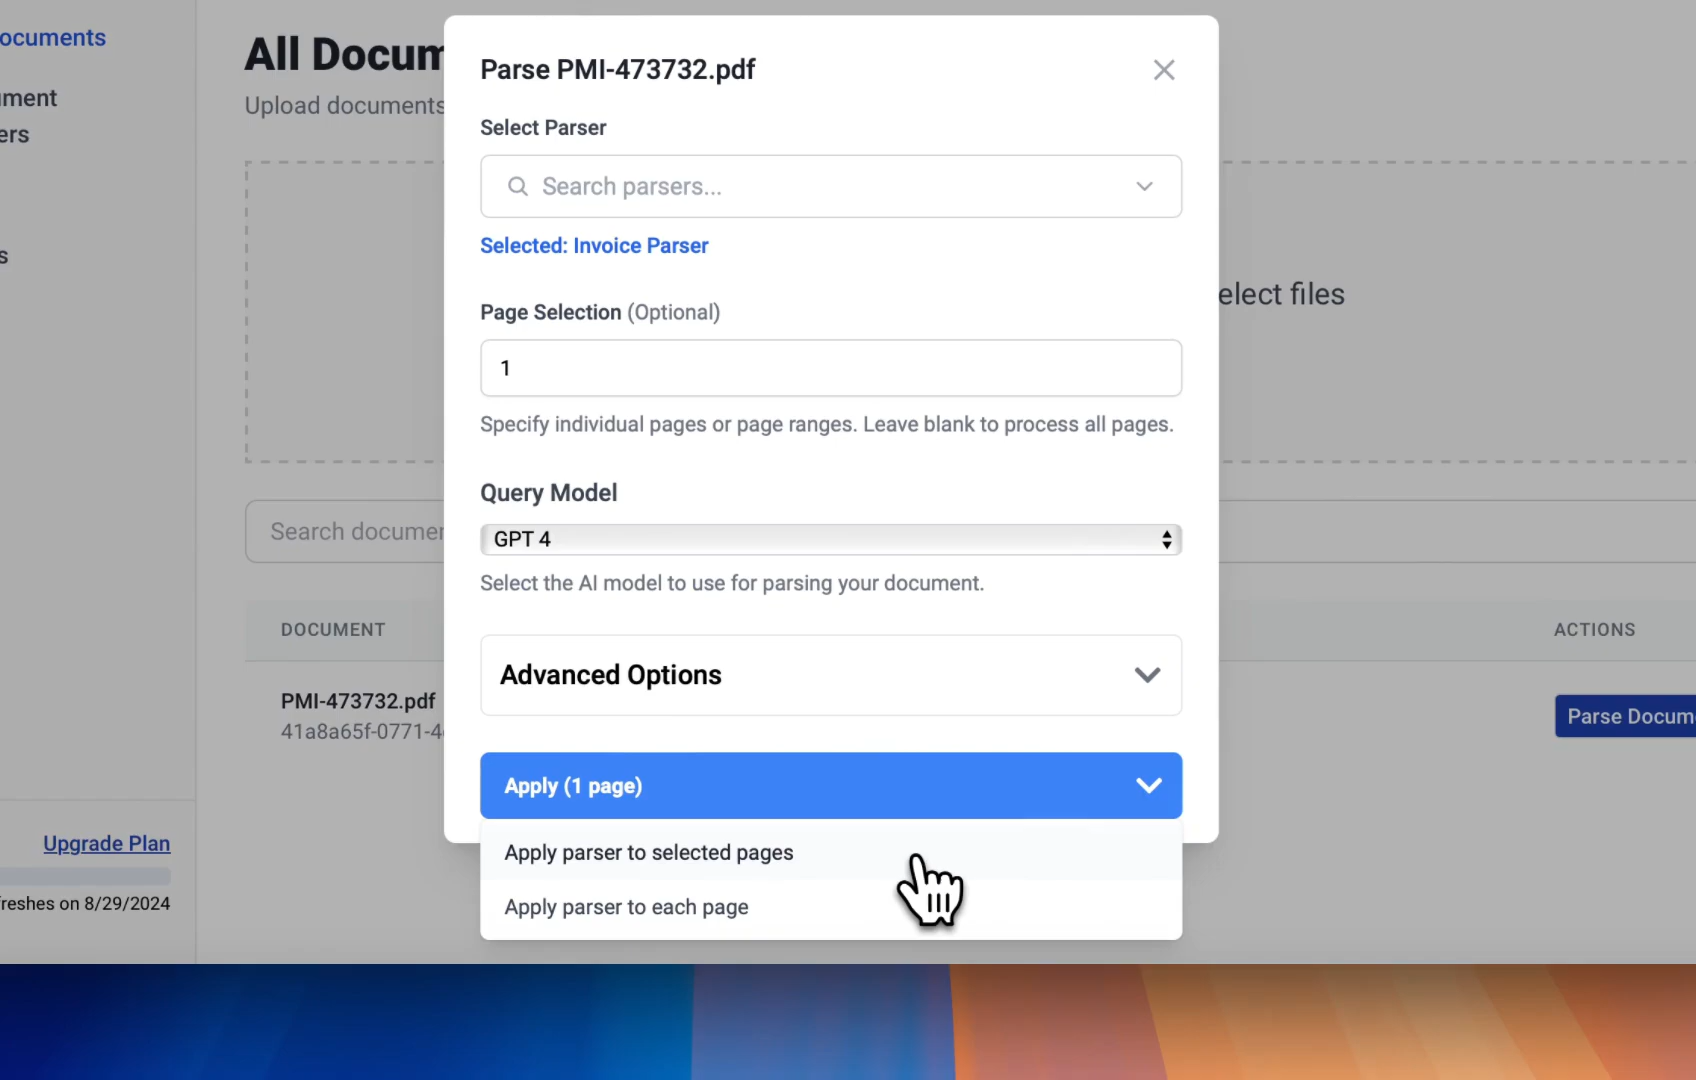 ocuments
ment
ers
s
Upgrade Plan
reshes on 8/29/2024
All Docum
Upload documents
elect files
Search documen
DOCUMENT
ACTIONS
PMI-473732.pdf
41a8a65f-0771-4
Parse Docum
Parse PMI-473732.pdf
Select Parser
Search parsers...
Selected: Invoice Parser
Page Selection (Optional)
1
Specify individual pages or page ranges. Leave blank to process all pages.
Query Model
GPT 4
Select the AI model to use for parsing your document.
Advanced Options
Apply (1 page)
Apply parser to selected pages
Apply parser to each page